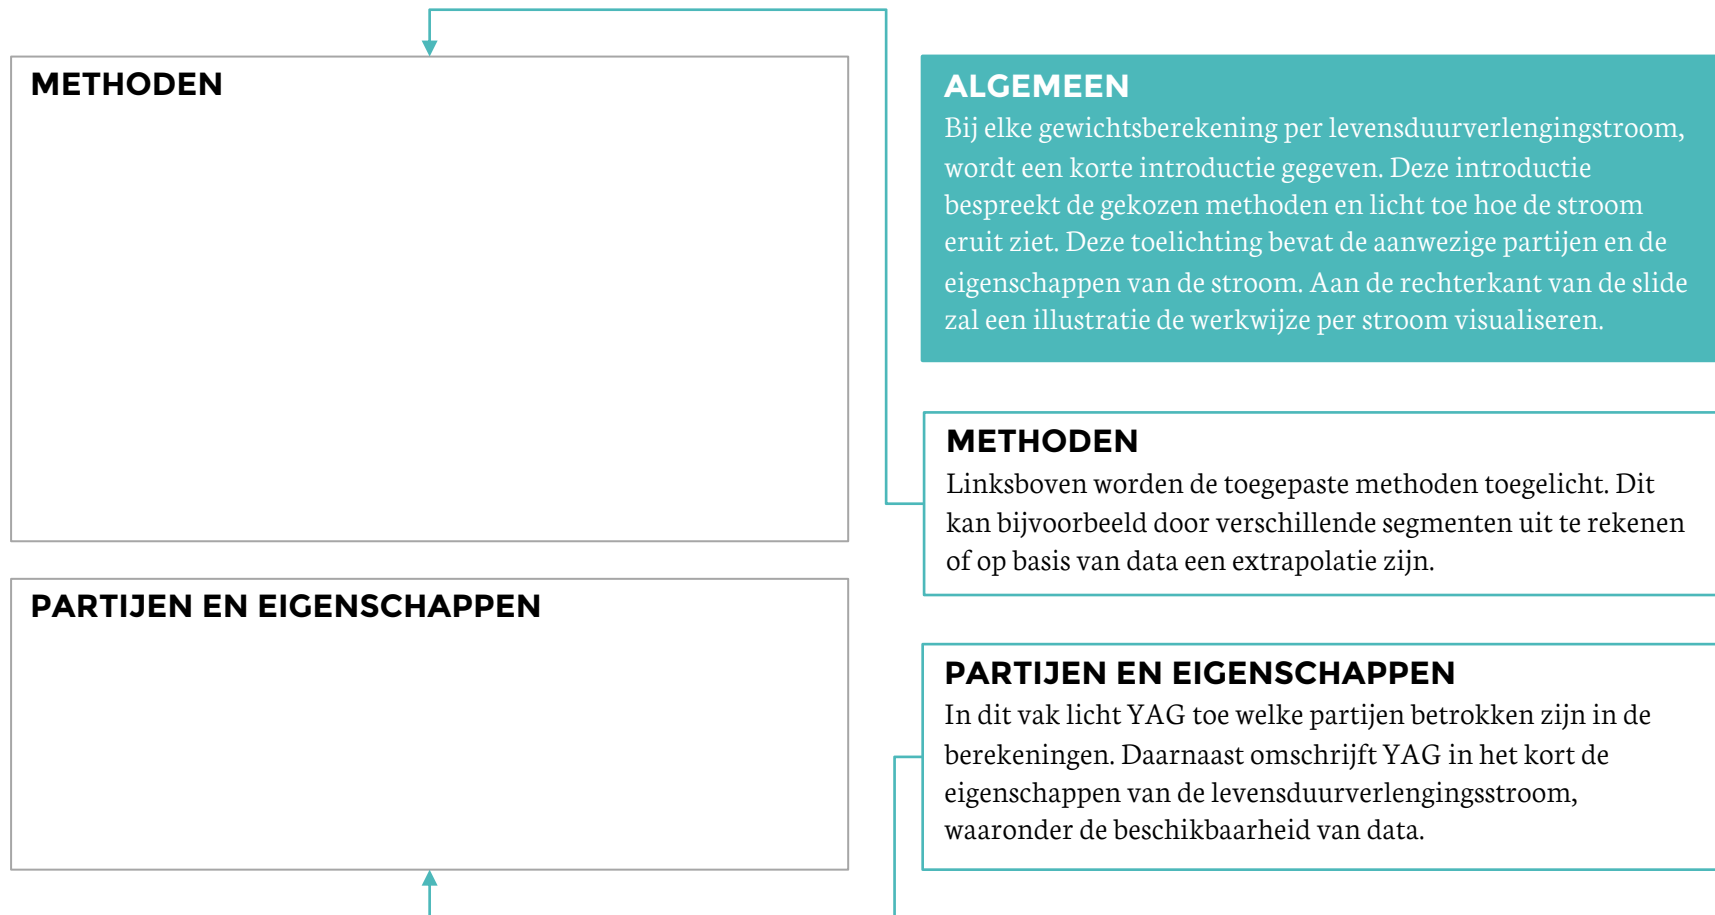 METHODEN
PARTIJEN EN EIGENSCHAPPEN
ALGEMEEN
Bij elke gewichtsberekening per levensduurverlengingstroom,
wordt een korte introductie gegeven. Deze introductie
bespreekt de gekozen methoden en licht toe hoe de stroom
eruit ziet. Deze toelichting bevat de aanwezige partijen en de
eigenschappen van de stroom. Aan de rechterkant van de slide
zal een illustratie de werkwijze per stroom visualiseren.
METHODEN
Linksboven worden de toegepaste methoden toegelicht. Dit
kan bijvoorbeeld door verschillende segmenten uit te rekenen
of op basis van data een extrapolatie zijn.
PARTIJEN EN EIGENSCHAPPEN
In dit vak licht YAG toe welke partijen betrokken zijn in de
berekeningen. Daarnaast omschrijft YAG in het kort de
eigenschappen van de levensduurverlengingsstroom,
waaronder de beschikbaarheid van data.